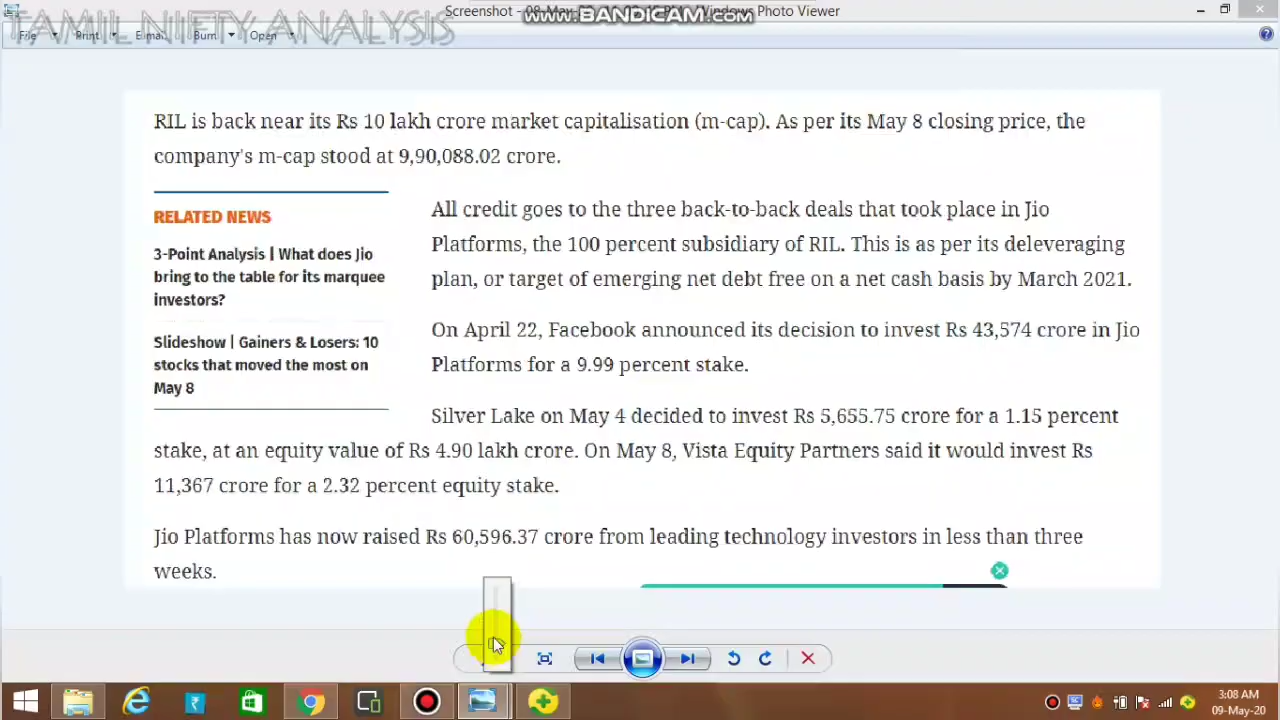 TAMIL NIFTY ANALYSIS
www.BANDICAM.com
Screenshot - 08-May
Windows Photo Viewer
File Print E-mail Burn Open
RIL is back near its Rs 10 lakh crore market capitalisation (m-cap). As per its May 8 closing price, the
company's m-cap stood at 9,90,088.02 crore.
RELATED NEWS
3-Point Analysis | What does Jio
bring to the table for its marquee
investors?
Slideshow | Gainers & Losers: 10
stocks that moved the most on
May 8
All credit goes to the three back-to-back deals that took place in Jio
Platforms, the 100 percent subsidiary of RIL. This is as per its deleveraging
plan, or target of emerging net debt free on a net cash basis by March 2021.
On April 22, Facebook announced its decision to invest Rs 43,574 crore in Jio
Platforms for a 9.99 percent stake.
Silver Lake on May 4 decided to invest Rs 5,655.75 crore for a 1.15 percent
stake, at an equity value of Rs 4.90 lakh crore. On May 8, Vista Equity Partners said it would invest Rs
11,367 crore for a 2.32 percent equity stake.
Jio Platforms has now raised Rs 60,596.37 crore from leading technology investors in less than three
weeks.
3:08 AM
09-May-20